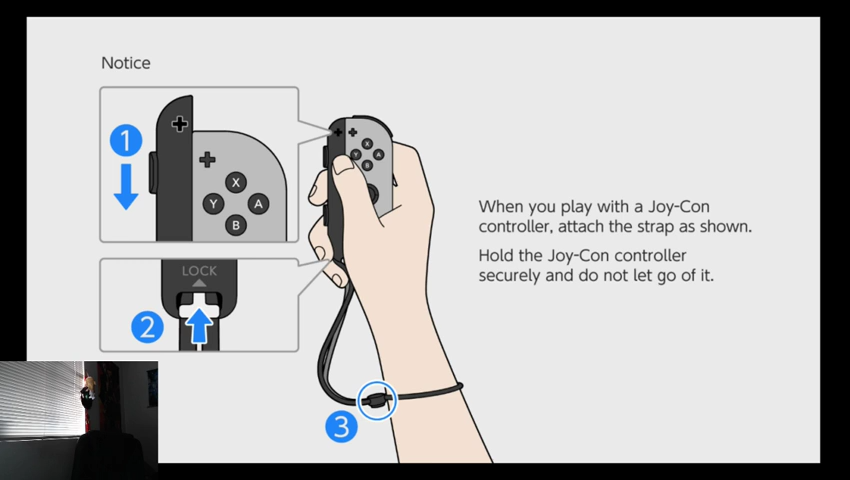 Notice
1
X
Y
A
B
LOCK
2
3
X
Y
A
B
When you play with a Joy-Con
controller, attach the strap as shown.
Hold the Joy-Con controller
securely and do not let go of it.